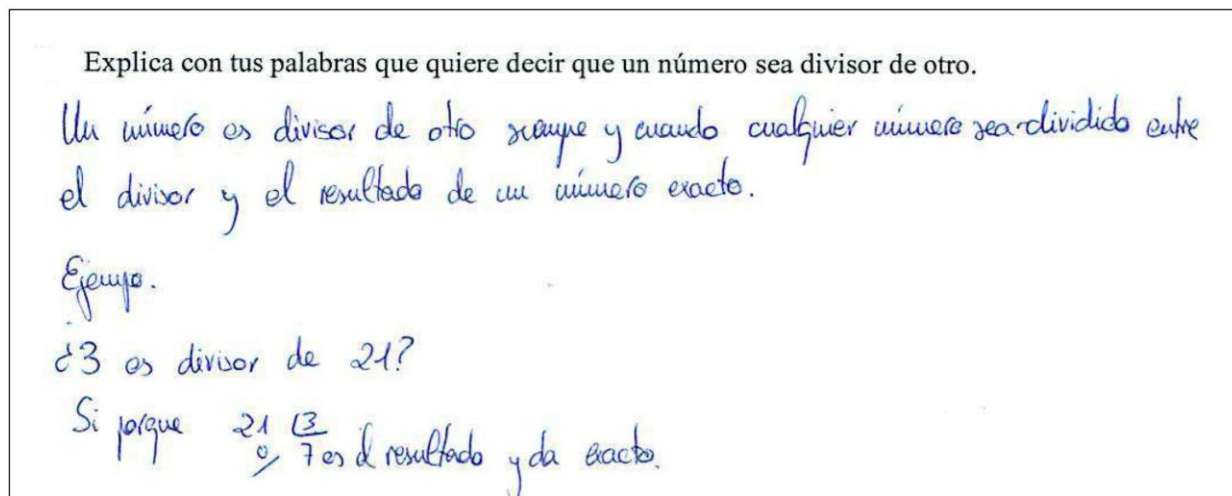 Explica con tus palabras que quiere decir que un número sea divisor de otro.
Un número es divisor de otro siempre y cuando cualquier número sea dividido entre
el divisor y el resultado de un número exacto.
Ejempo.
¿3 es divisor de 21?
Si porque 21 3
0 7 es el resultado y da exacto.